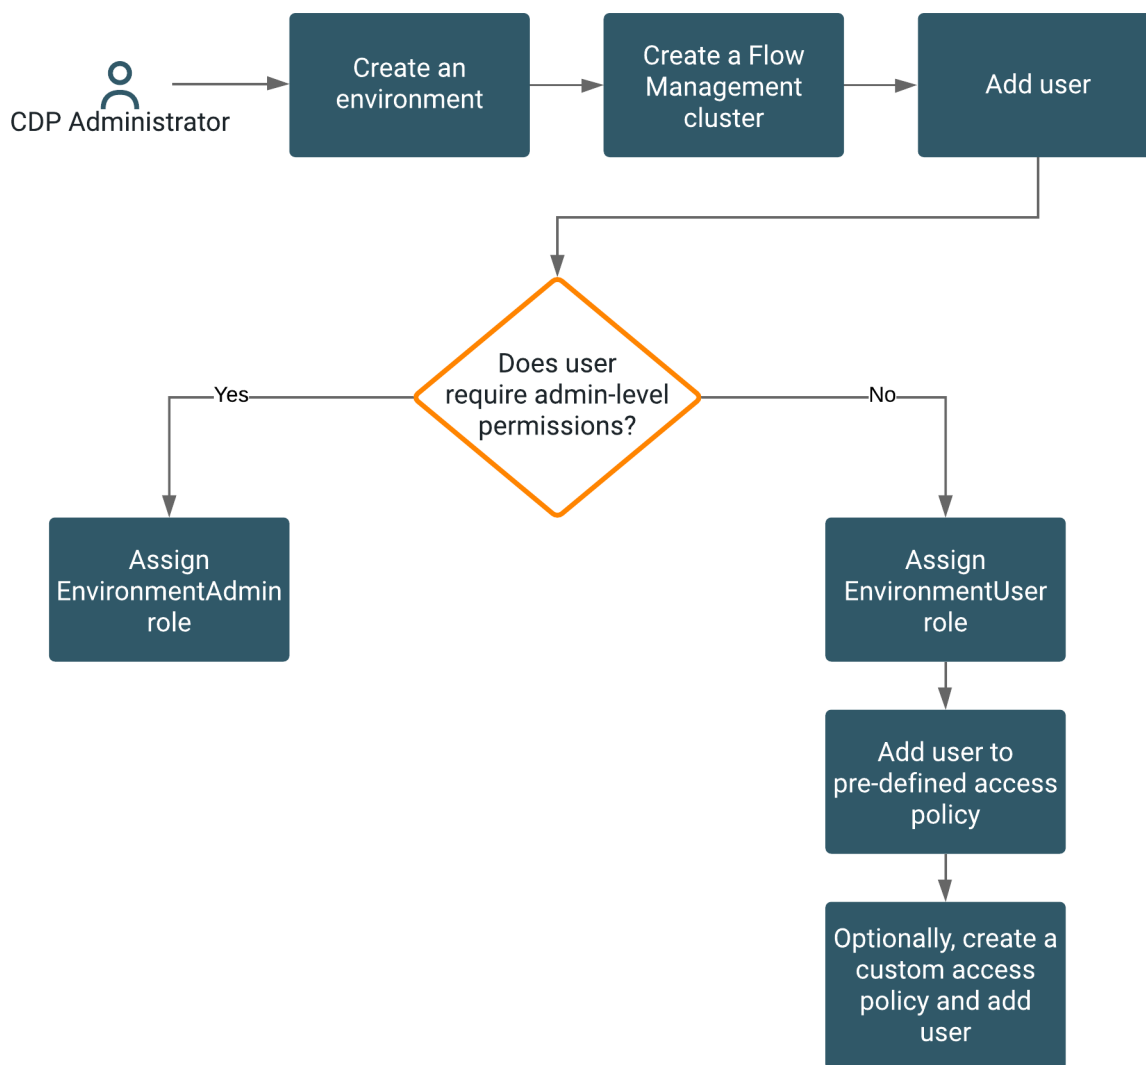 CDP Administrator
Create an
environment
Create a Flow
Management
cluster
Add user
Does user
require admin-level
permissions?
Yes
No
Assign
EnvironmentAdmin
role
Assign
EnvironmentUser
role
Add user to
pre-defined access
policy
Optionally, create a
custom access
policy and add
user